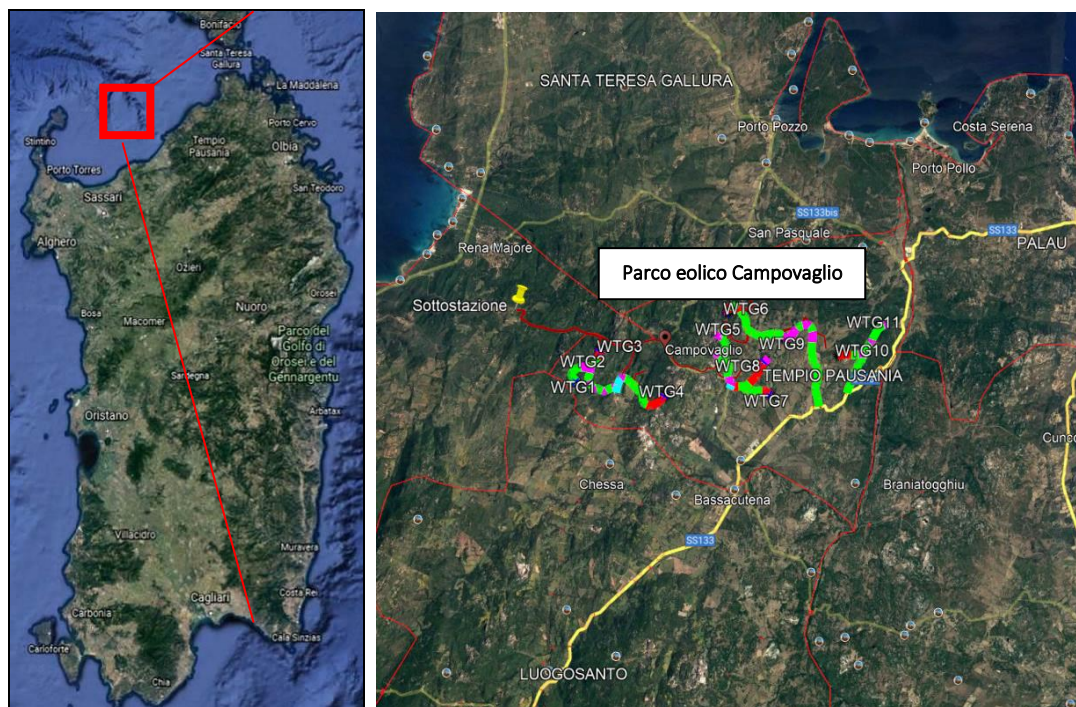 Bonifacio
Santa Teresa
Gallura
La Maddalena
Porto Cervo
Stintino
Tempio
Pausania
Olbia
Porto Torres
Sassari
San Teodoro
Alghero
Ozieri
Nuoro
Orosei
Bosa
Macomer
Parco del
Golfo di
Orosei e del
Gennargentu
Sardegna
Oristano
Arbatax
Villacidro
Muravera
Costa Rei
Cagliari
Carbonia
Cala Sinzias
Carloforte
Chia
SANTA TERESA GALLURA
Porto Pozzo
Costa Serena
Porto Pollo
SS133bis
SS133
San Pasquale
PALAU
Rena Majore
Parco eolico Campovaglio
Sottostazione
WTG6
WTG11
WTG5
WTG9
WTG3
Campovaglio
WTG10
WTG2
WTG8
TEMPIO PAUSANIA
WTG1
WTG4
WTG7
Chessa
Bassacutena
Braniatogghiu
SS133
LUOGOSANTO